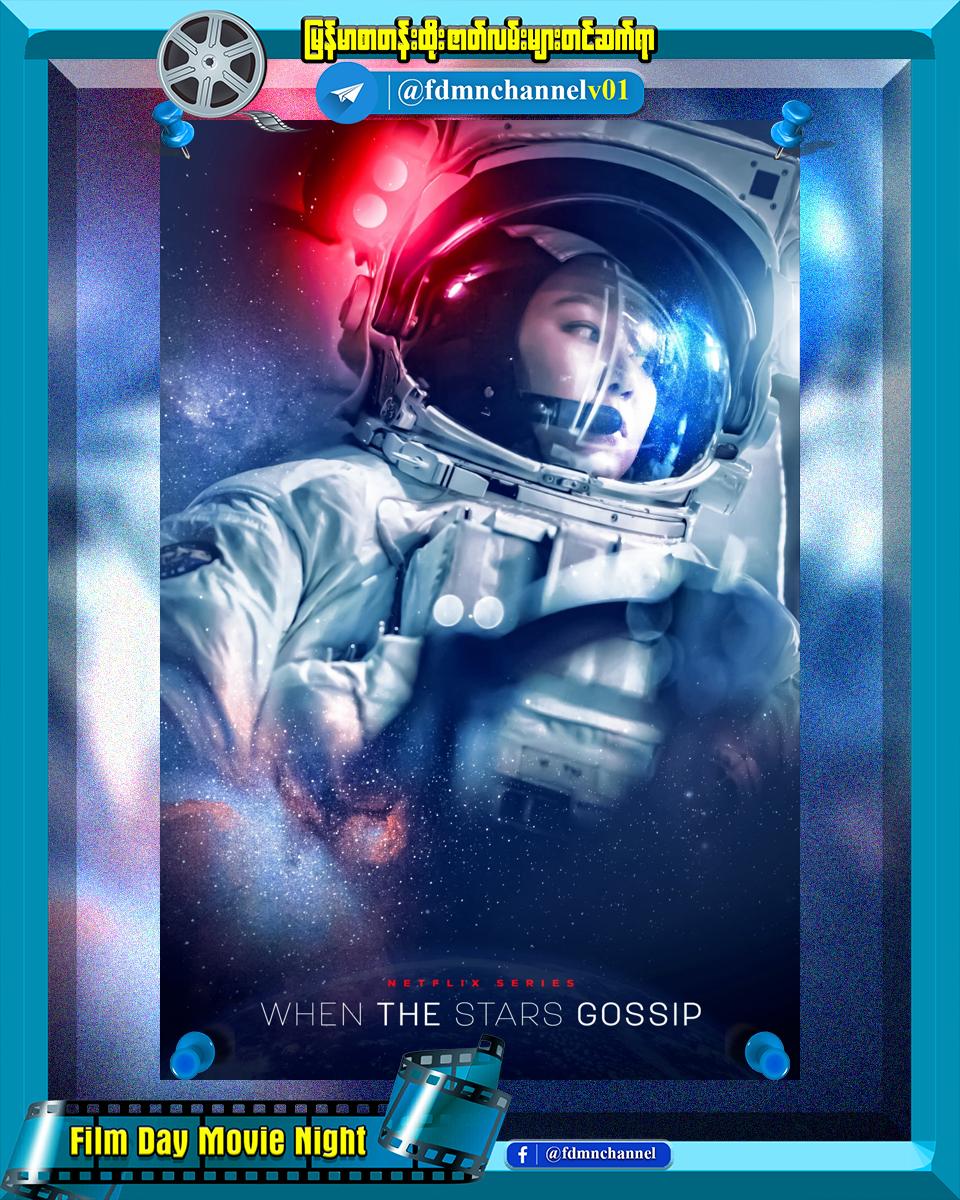 မြန်မာစာတန်းထိုးဇာတ်လမ်းများတင်ဆက်ရာ
@fdmnchannelv01
NETFLIX SERIES
WHEN THE STARS GOSSIP
Film Day Movie Night
f @fdmnchannel